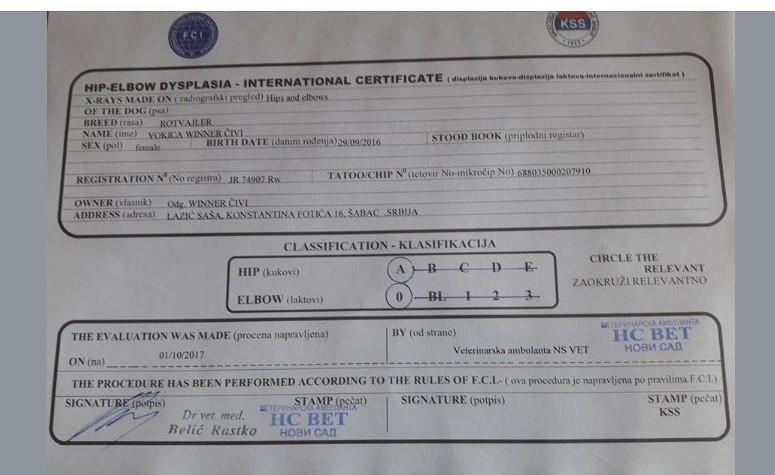 FCI
KSS
HIP-ELBOW DYSPLASIA - INTERNATIONAL CERTIFICATE ( displazija kukova-displazija laktova-internacionalni sertifikat )
X-RAYS MADE ON ( radiografski pregled) Hips and elbows
OF THE DOG (psa)
BREED (rasa) ROTVAJLER
NAME (ime) VOKICA WINNER ČIVI
SEX (pol) female BIRTH DATE (datum rođenja) 29/09/2016 STOOD BOOK (priplodni registar)
REGISTRATION Nº (No registra) JR 74907 Rw TATOO/CHIP Nº (tetovir No-mikročip No) 688035000207910
OWNER (vlasnik) Odg. WINNER ČIVI
ADDRESS (adresa) LAZIĆ SAŠA, KONSTANTINA FOTIĆA 16, ŠABAC ,SRBIJA
CLASSIFICATION - KLASIFIKACIJA
HIP (kukovi) A B C D E
ELBOW (laktovi) 0 BL 1 2 3
CIRCLE THE RELEVANT
ZAOKRUŽI RELEVANTNO
THE EVALUATION WAS MADE (procena napravljena) BY (od strane)
ВЕТЕРИНАРСКА АМБУЛАНТА
НС ВЕТ
НОВИ САД
ON (na) 01/10/2017 Veterinarska ambulanta NS VET
THE PROCEDURE HAS BEEN PERFORMED ACCORDING TO THE RULES OF F.C.I.- ( ova procedura je napravljena po pravilima F.C.I.)
SIGNATURE (potpis) STAMP (pečat) SIGNATURE (potpis) STAMP (pečat)
KSS
Dr vet. med.
Belić Rastko
ВЕТЕРИНАРСКА АМБУЛАНТА
НС ВЕТ
НОВИ САД